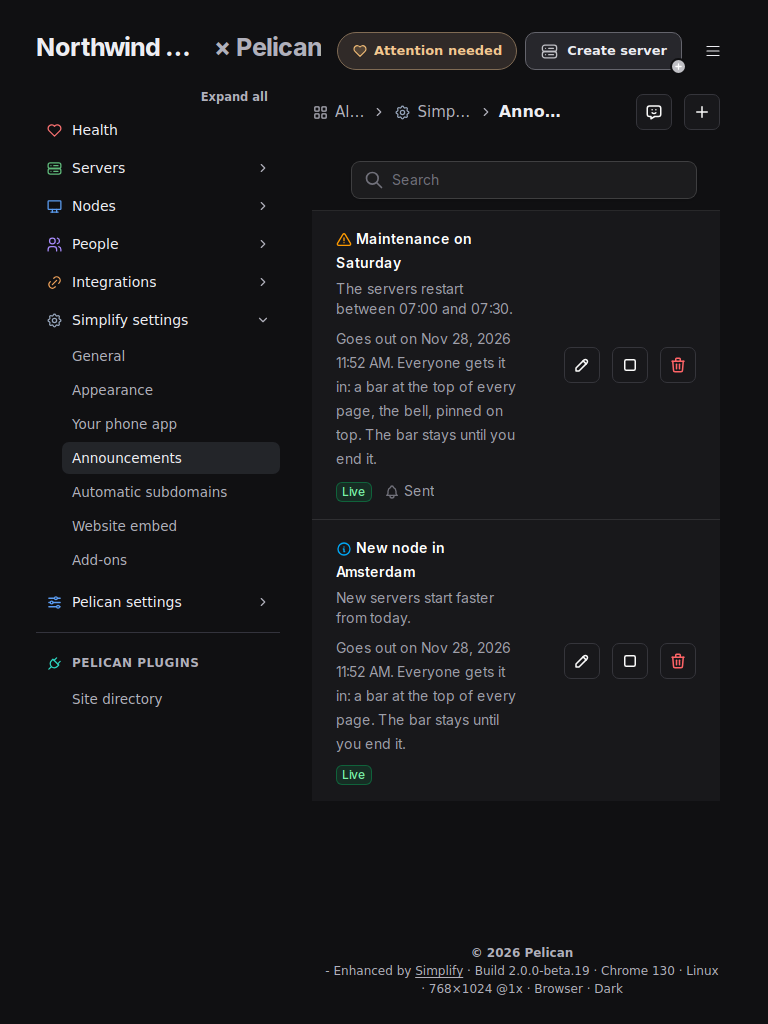 Northwind ... × Pelican
Attention needed
Create server
Expand all
Health
Servers
Nodes
People
Integrations
Simplify settings
General
Appearance
Your phone app
Announcements
Automatic subdomains
Website embed
Add-ons
Pelican settings
PELICAN PLUGINS
Site directory
Al... > Simp... > Anno...
Search
Maintenance on
Saturday
The servers restart
between 07:00 and 07:30.
Goes out on Nov 28, 2026
11:52 AM. Everyone gets it
in: a bar at the top of every
page, the bell, pinned on
top. The bar stays until you
end it.
Live Sent
New node in
Amsterdam
New servers start faster
from today.
Goes out on Nov 28, 2026
11:52 AM. Everyone gets it
in: a bar at the top of every
page. The bar stays until
you end it.
Live
© 2026 Pelican
- Enhanced by Simplify · Build 2.0.0-beta.19 · Chrome 130 · Linux
· 768×1024 @1x · Browser · Dark